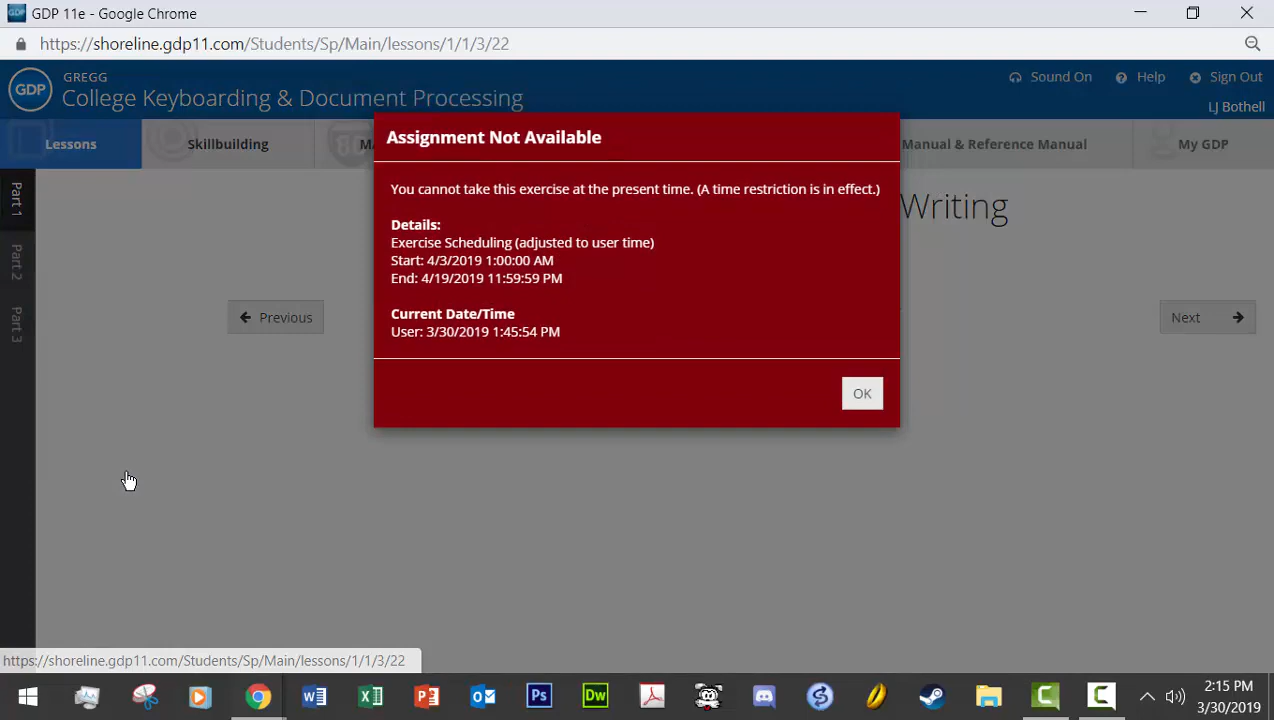 GDP 11e - Google Chrome
https://shoreline.gdp11.com/Students/Sp/Main/lessons/1/1/3/22
GDP
GREGG
College Keyboarding & Document Processing
Sound On
Help
Sign Out
LJ Bothell
Lessons
Skillbuilding
MA
Manual & Reference Manual
My GDP
Part 1
Part 2
Part 3
Writing
Previous
Next
Assignment Not Available
You cannot take this exercise at the present time. (A time restriction is in effect.)
Details:
Exercise Scheduling (adjusted to user time)
Start: 4/3/2019 1:00:00 AM
End: 4/19/2019 11:59:59 PM
Current Date/Time
User: 3/30/2019 1:45:54 PM
OK
https://shoreline.gdp11.com/Students/Sp/Main/lessons/1/1/3/22
2:15 PM
3/30/2019